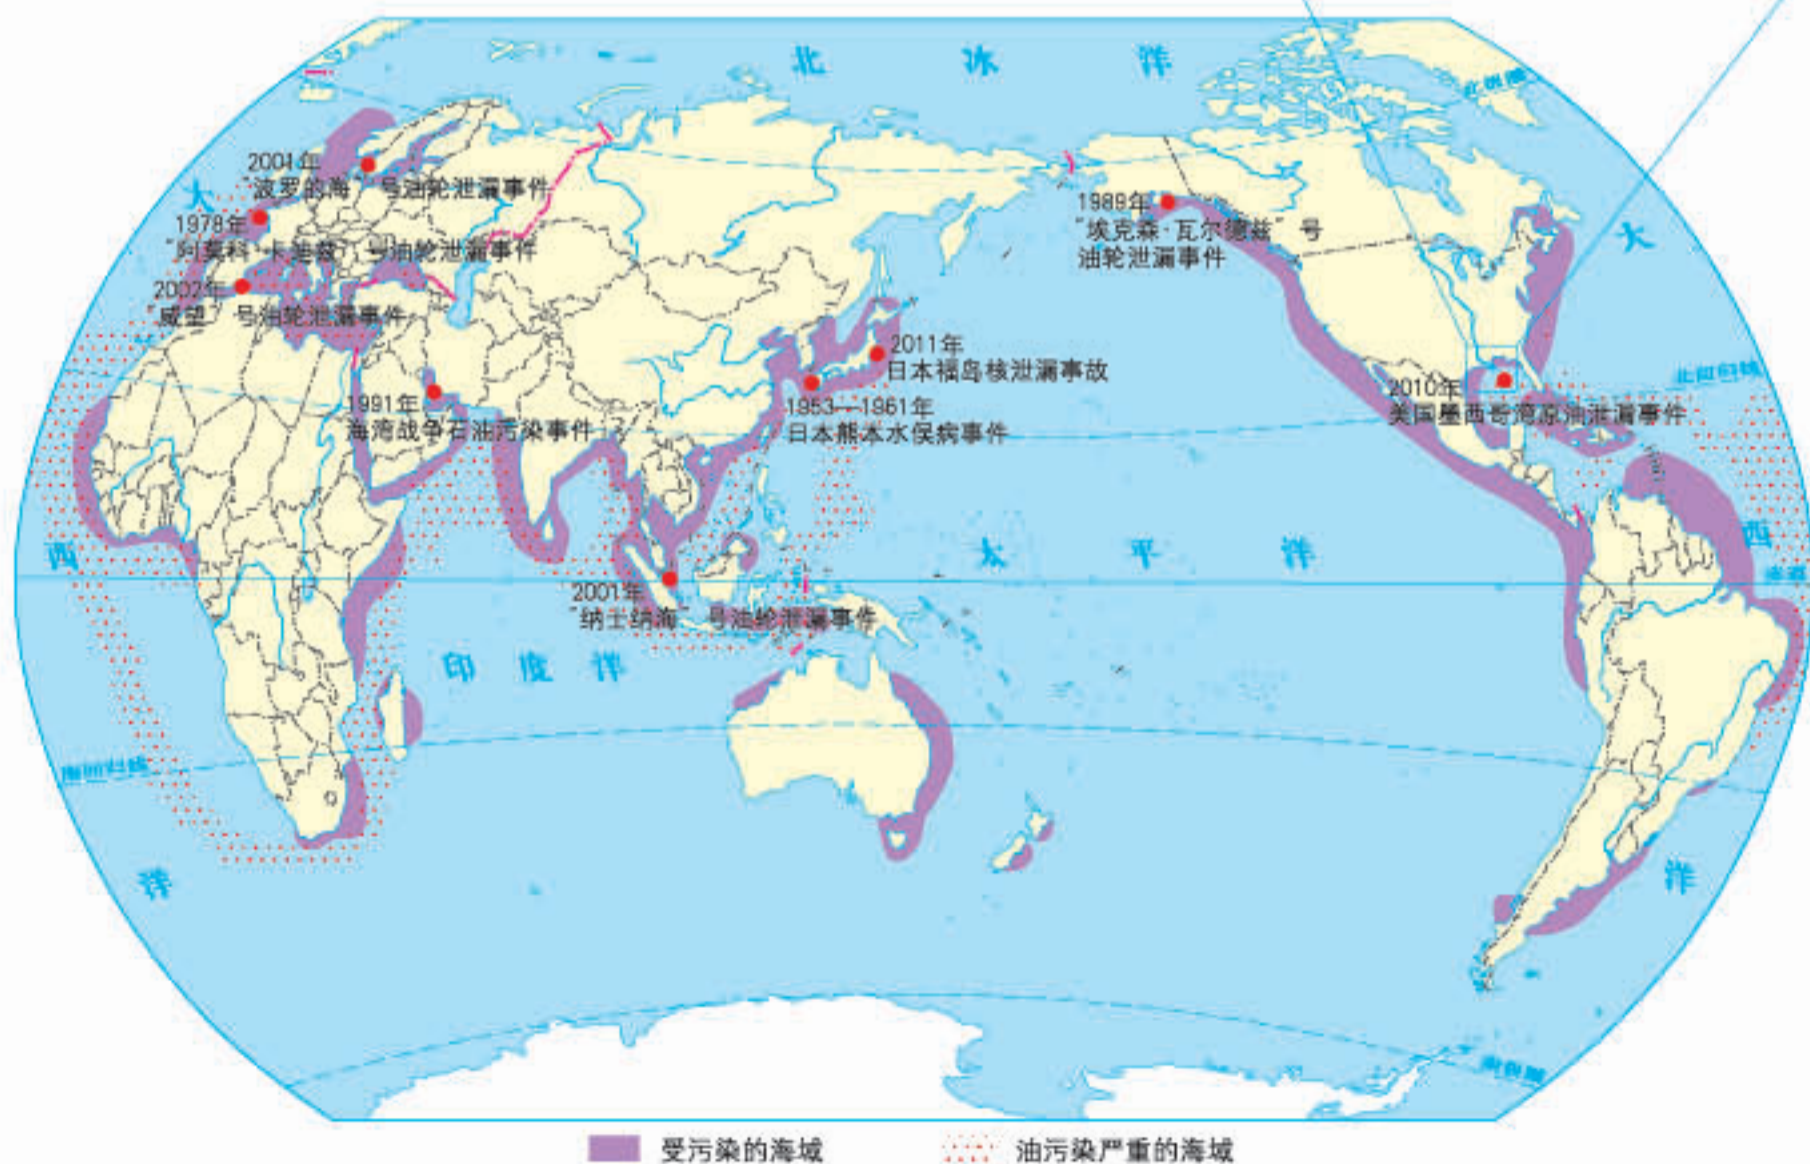 北冰洋
北极圈
2001年
“波罗的海”号油轮泄漏事件
大
1978年
“阿莫科·卡迪兹”号油轮泄漏事件
2002年
“威望”号油轮泄漏事件
1989年
“埃克森·瓦尔德兹”号
油轮泄漏事件
大
2011年
日本福岛核泄漏事故
1953—1961年
日本熊本水俣病事件
1991年
海湾战争石油污染事件
北回归线
2010年
美国墨西哥湾原油泄漏事件
西
太平洋
西
赤道
2001年
“纳士纳海”号油轮泄漏事件
印度洋
南回归线
洋
洋
南极圈
受污染的海域
油污染严重的海域